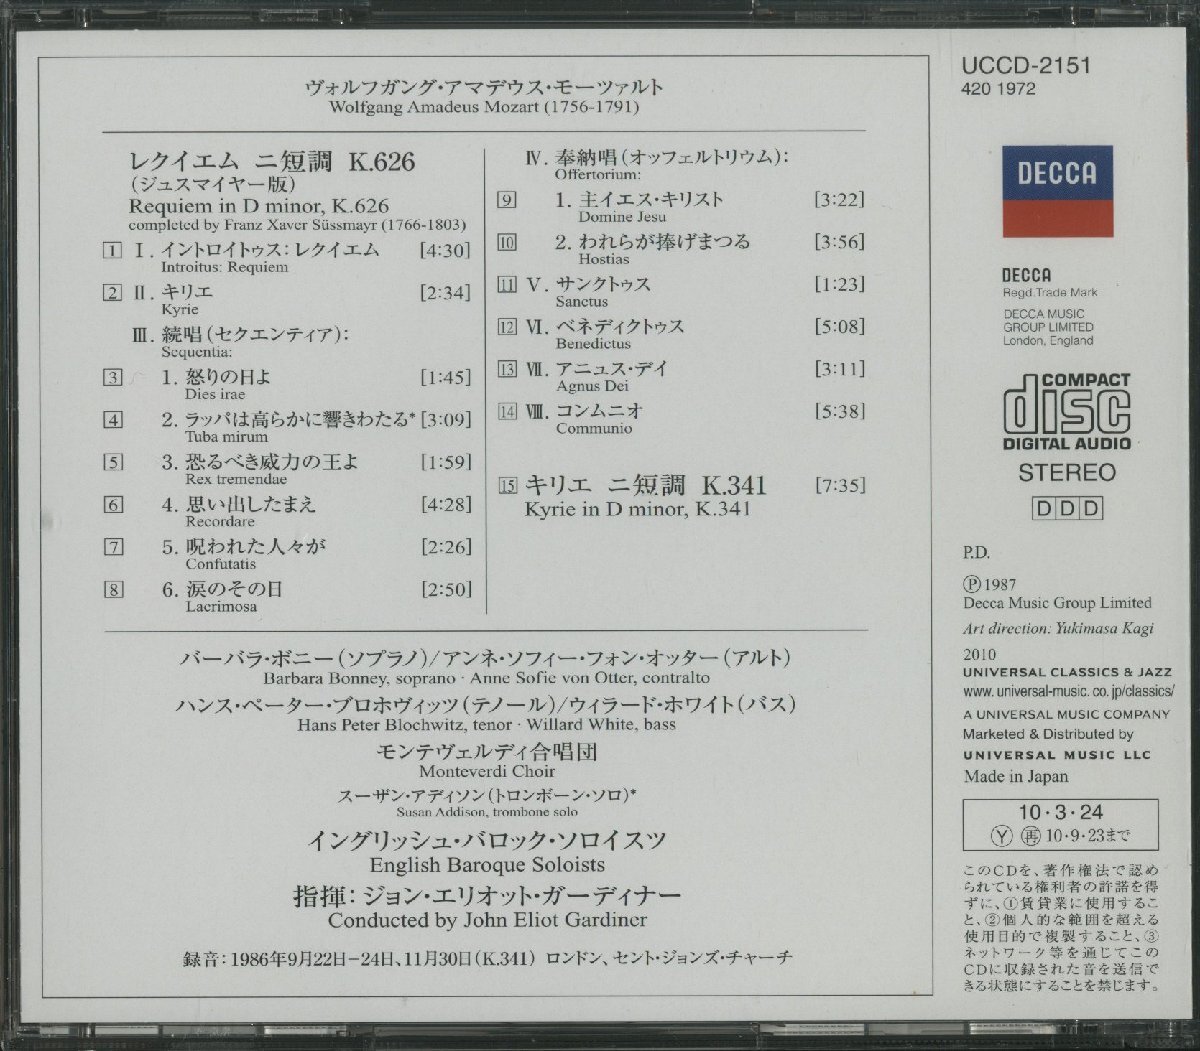 ヴォルフガング・アマデウス・モーツァルト
Wolfgang Amadeus Mozart (1756-1791)
レクイエム ニ短調 K.626
(ジュスマイヤー版)
Requiem in D minor, K.626
completed by Franz Xaver Süssmayr (1766-1803)
1 I. イントロイトゥス:レクイエム [4:30]
Introitus: Requiem
2 II. キリエ [2:34]
Kyrie
III. 続唱(セクエンティア):
Sequentia:
3 1. 怒りの日よ [1:45]
Dies irae
4 2. ラッパは高らかに響きわたる* [3:09]
Tuba mirum
5 3. 恐るべき威力の王よ [1:59]
Rex tremendae
6 4. 思い出したまえ [4:28]
Recordare
7 5. 呪われた人々が [2:26]
Confutatis
8 6. 涙のその日 [2:50]
Lacrimosa
IV. 奉納唱(オッフェルトリウム):
Offertorium:
9 1. 主イエス・キリスト [3:22]
Domine Jesu
10 2. われらが捧げまつる [3:56]
Hostias
11 V. サンクトゥス [1:23]
Sanctus
12 VI. ベネディクトゥス [5:08]
Benedictus
13 VII. アニュス・デイ [3:11]
Agnus Dei
14 VIII. コンムニオ [5:38]
Communio
15 キリエ ニ短調 K.341 [7:35]
Kyrie in D minor, K.341
バーバラ・ボニー(ソプラノ)/アンネ・ソフィー・フォン・オッター(アルト)
Barbara Bonney, soprano · Anne Sofie von Otter, contralto
ハンス・ペーター・ブロホヴィッツ(テノール)/ウィラード・ホワイト(バス)
Hans Peter Blochwitz, tenor · Willard White, bass
モンテヴェルディ合唱団
Monteverdi Choir
スーザン・アディソン(トロンボーン・ソロ)*
Susan Addison, trombone solo
イングリッシュ・バロック・ソロイスツ
English Baroque Soloists
指揮:ジョン・エリオット・ガーディナー
Conducted by John Eliot Gardiner
録音:1986年9月22日-24日、11月30日(K.341) ロンドン、セント・ジョンズ・チャーチ
UCCD-2151
420 1972
DECCA
DECCA
Regd.Trade Mark
DECCA MUSIC
GROUP LIMITED
London, England
COMPACT
disc
DIGITAL AUDIO
STEREO
DDD
P.D.
Ⓟ1987
Decca Music Group Limited
Art direction: Yukimasa Kagi
2010
UNIVERSAL CLASSICS & JAZZ
www.universal-music.co.jp/classics/
A UNIVERSAL MUSIC COMPANY
Marketed & Distributed by
UNIVERSAL MUSIC LLC
Made in Japan
10・3・24
Ⓨ 再 10・9・23まで
このCDを、著作権法で認め
られている権利者の許諾を得
ずに、①賃貸業に使用するこ
と、②個人的な範囲を超える
使用目的で複製すること、③
ネットワーク等を通じてこの
CDに収録された音を送信で
きる状態にすることを禁じます。